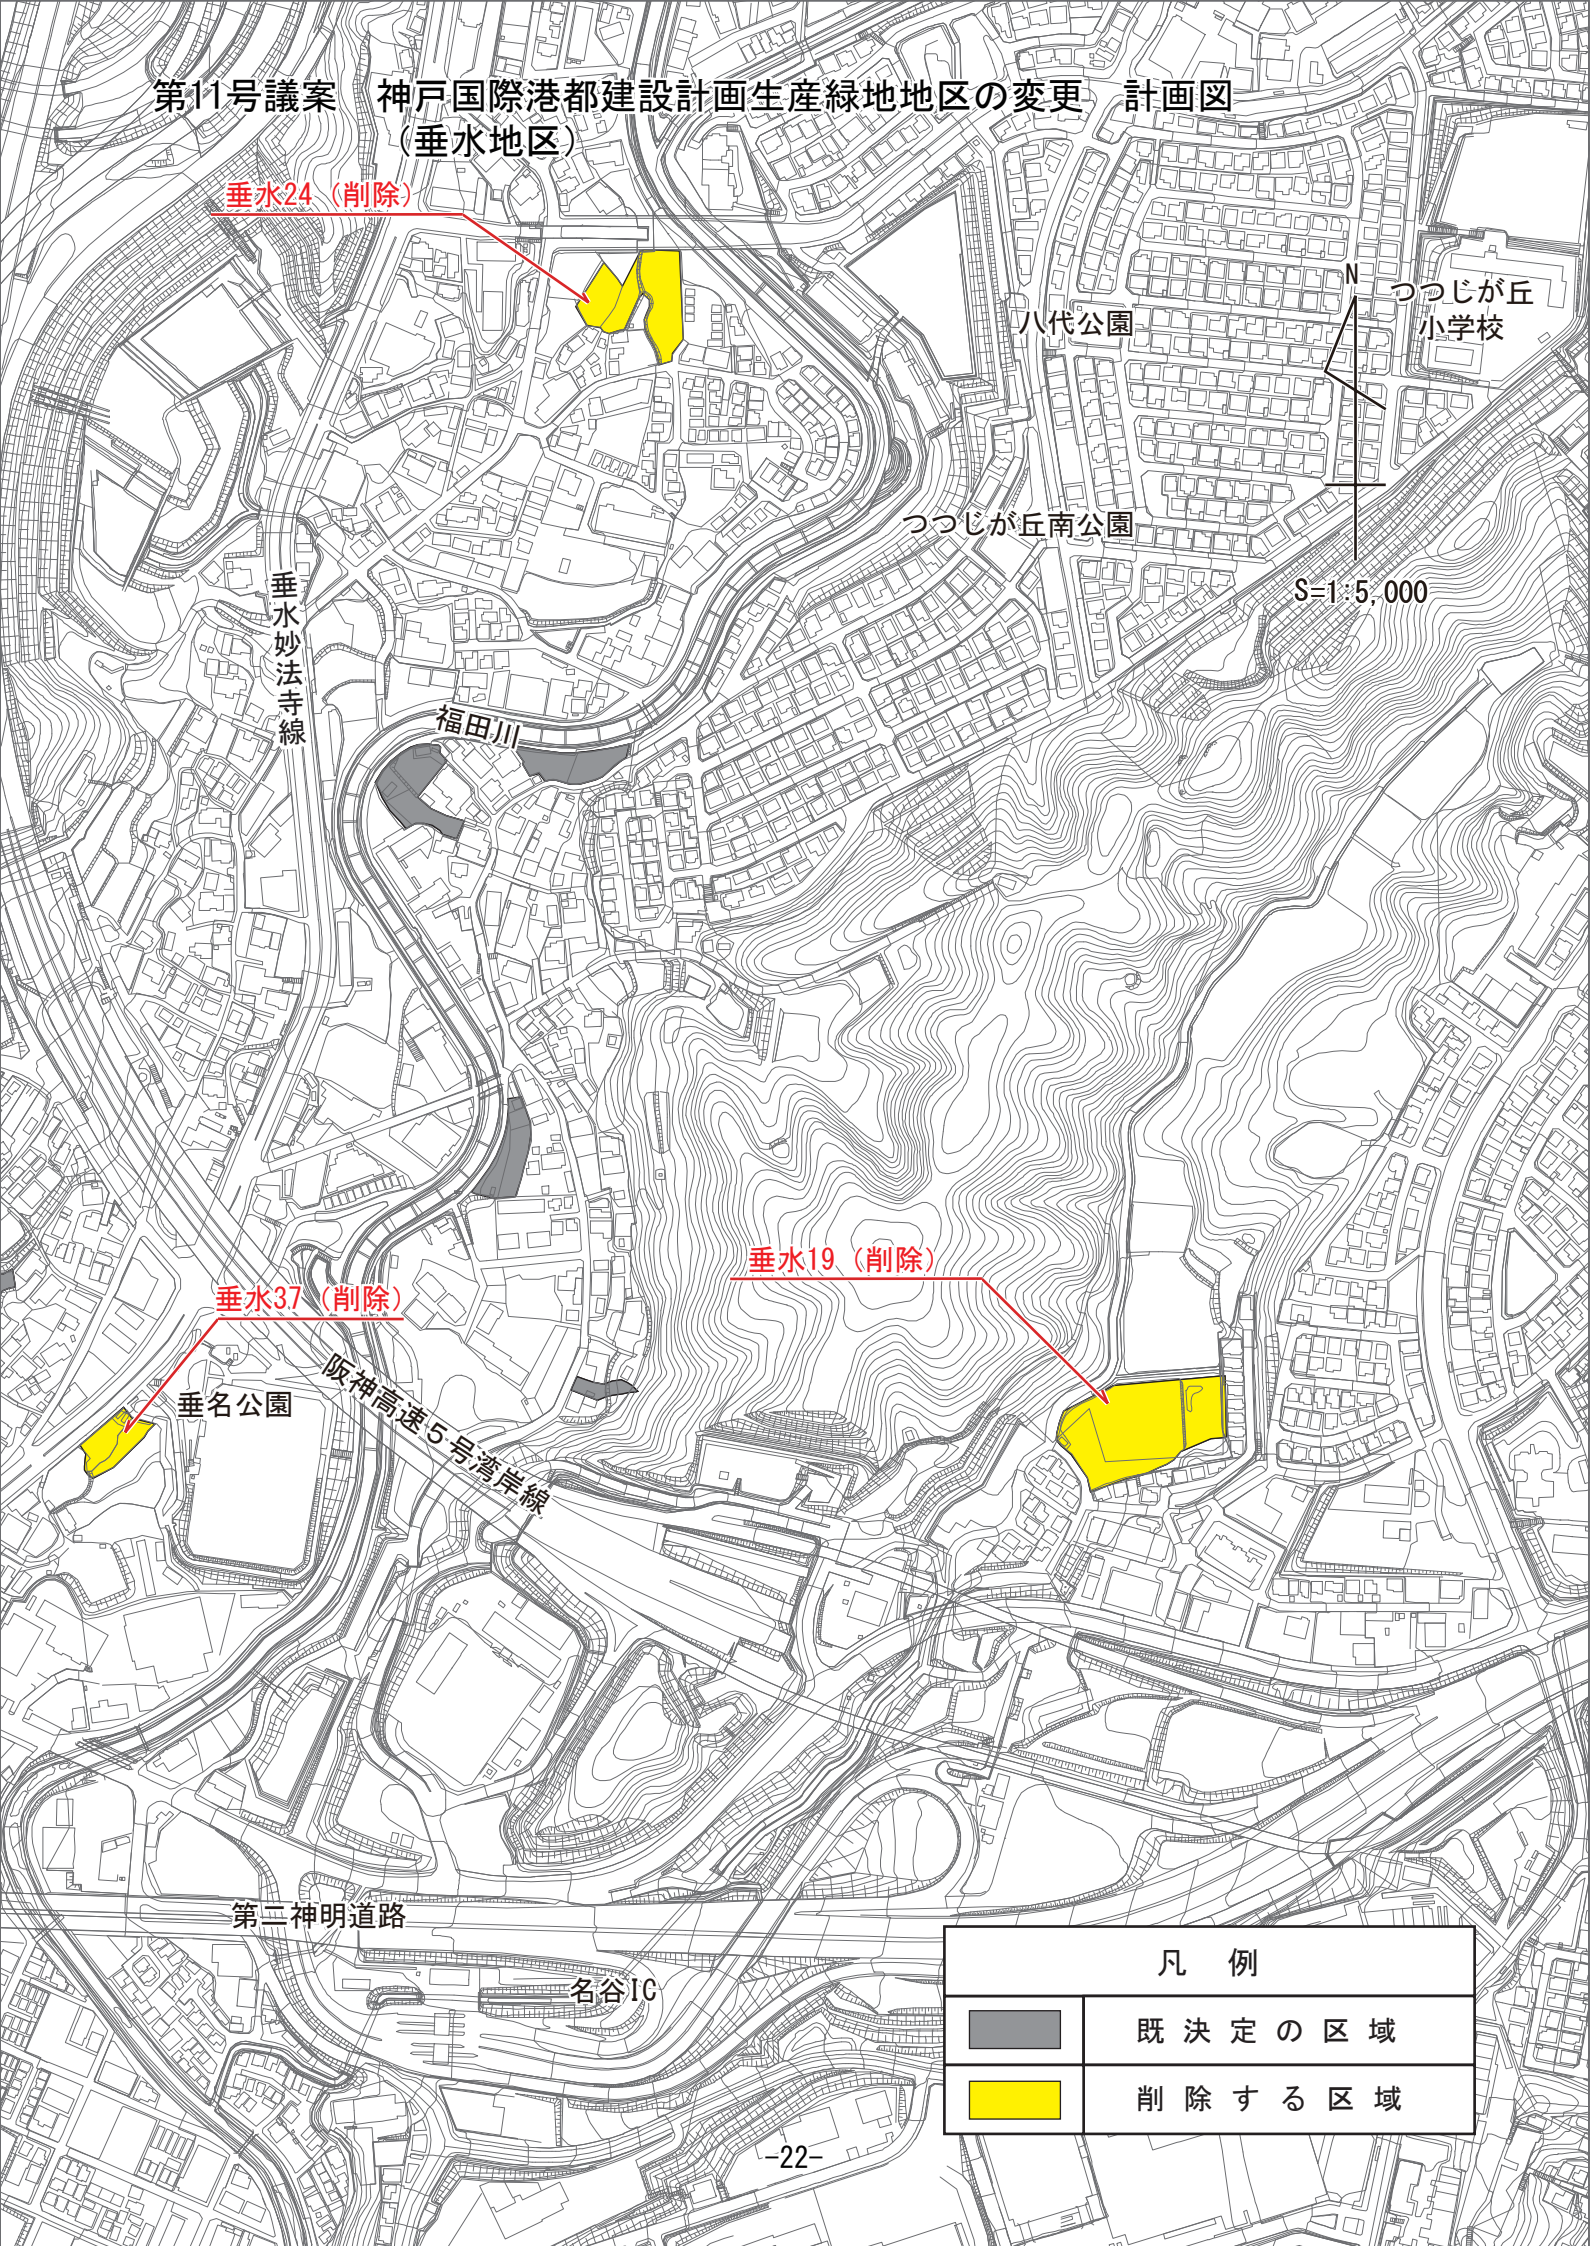 第11号議案　神戸国際港都建設計画生産緑地地区の変更　計画図
（垂水地区）
垂水24（削除）
N
つつじが丘
小学校
八代公園
つつじが丘南公園
S=1:5,000
垂水妙法寺線
福田川
垂水19（削除）
垂水37（削除）
垂名公園
阪神高速５号湾岸線
第二神明道路
名谷IC
凡　例
既決定の区域
削除する区域
-22-